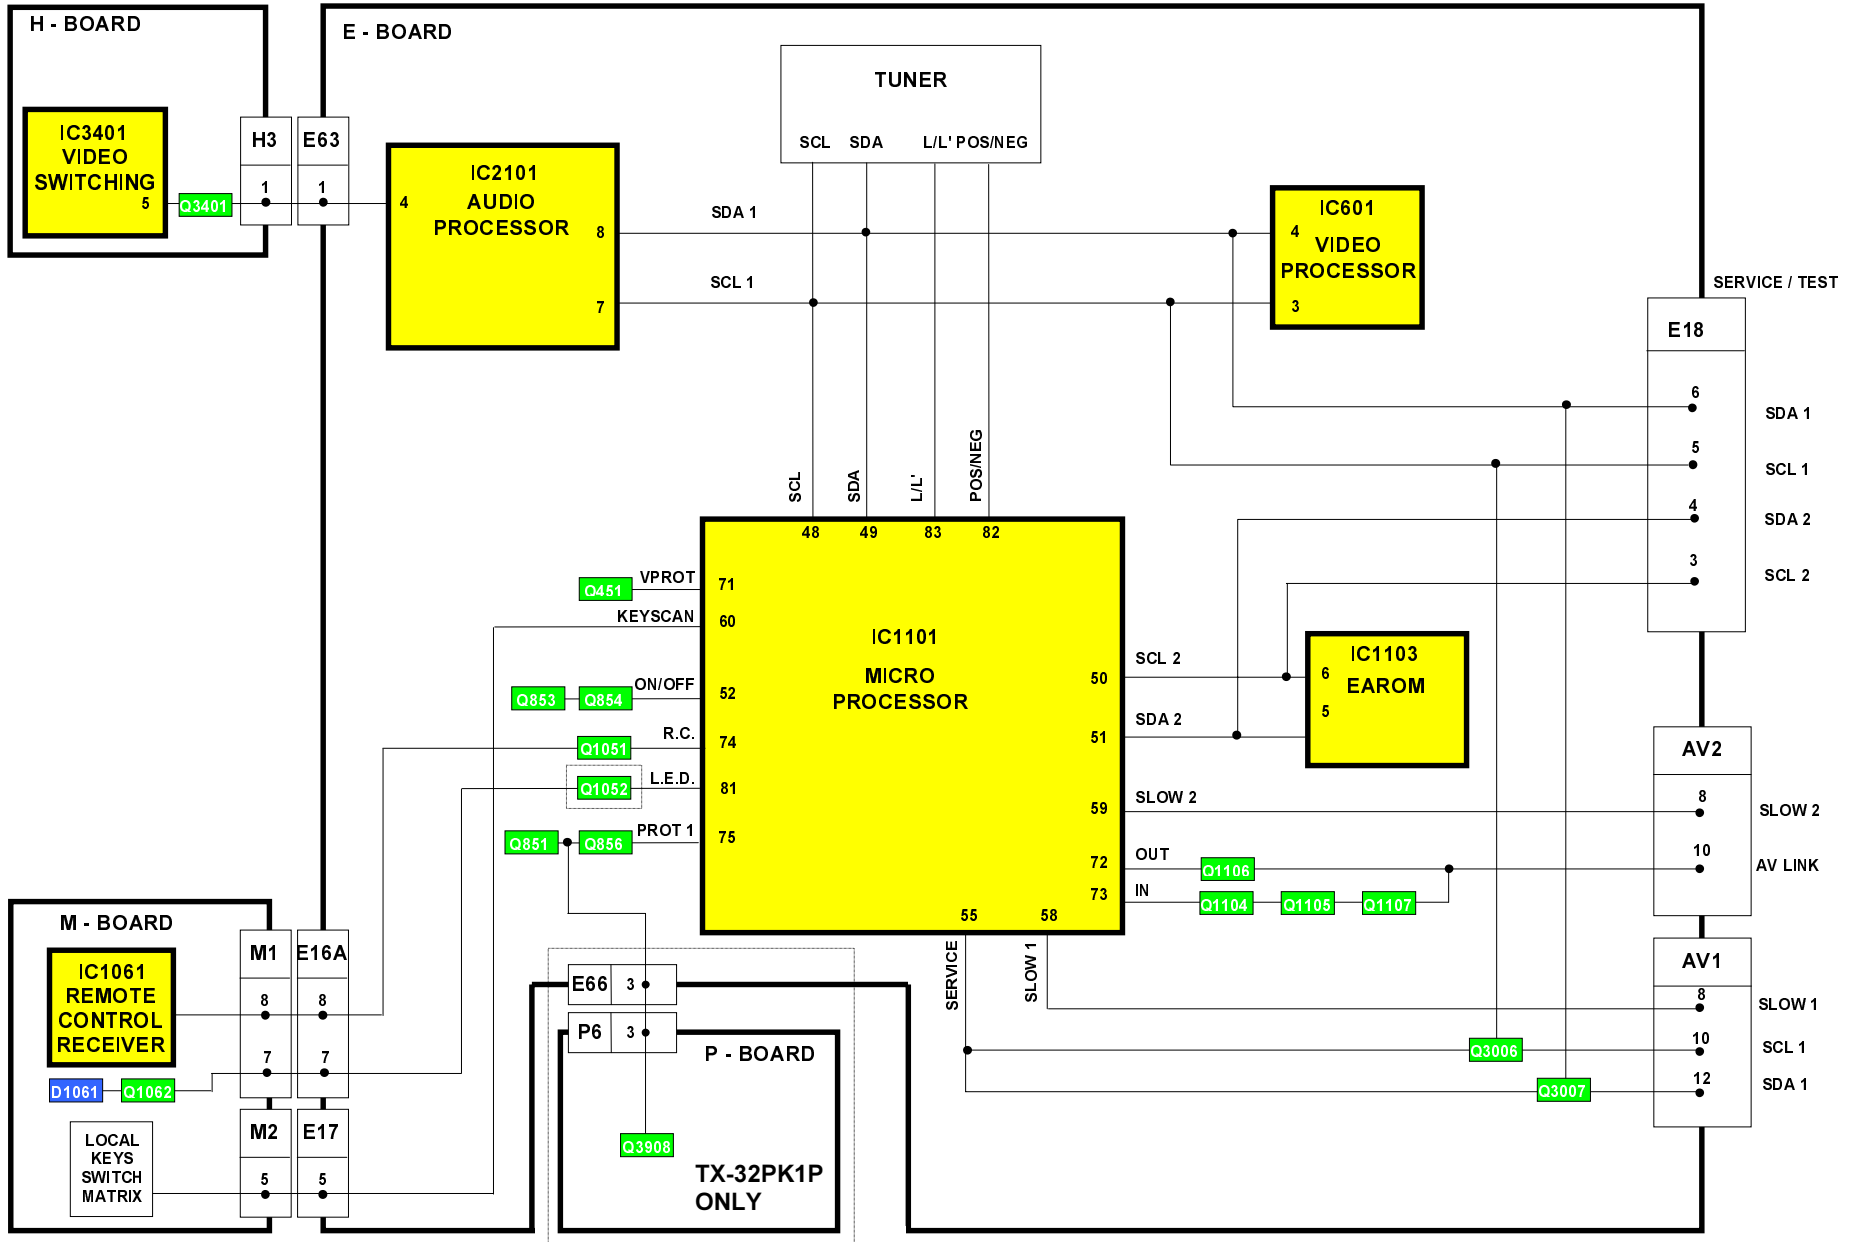 H - BOARD
IC3401
VIDEO
SWITCHING
5
Q3401
H3
1
E63
1
E - BOARD
IC2101
AUDIO
PROCESSOR
4
8
7
TUNER
SCL SDA L/L' POS/NEG
SDA 1
SCL 1
IC601
VIDEO
PROCESSOR
4
3
SERVICE / TEST
E18
6
SDA 1
5
SCL 1
4
SDA 2
3
SCL 2
SCL
SDA
L/L'
POS/NEG
48 49 83 82
IC1101
MICRO
PROCESSOR
Q451
VPROT
71
KEYSCAN
60
Q853
Q854
ON/OFF
52
Q1051
R.C.
74
Q1052
L.E.D.
81
Q851
Q856
PROT 1
75
50
SCL 2
51
SDA 2
59
SLOW 2
72
OUT
Q1106
73
IN
Q1104
Q1105
Q1107
55 58
SERVICE
SLOW 1
IC1103
EAROM
6
5
AV2
8
SLOW 2
10
AV LINK
AV1
8
SLOW 1
10
SCL 1
12
SDA 1
Q3006
Q3007
M - BOARD
IC1061
REMOTE
CONTROL
RECEIVER
D1061
Q1062
LOCAL
KEYS
SWITCH
MATRIX
M1
8
7
E16A
8
7
M2
5
E17
5
E66 3
P6 3
P - BOARD
Q3908
TX-32PK1P
ONLY